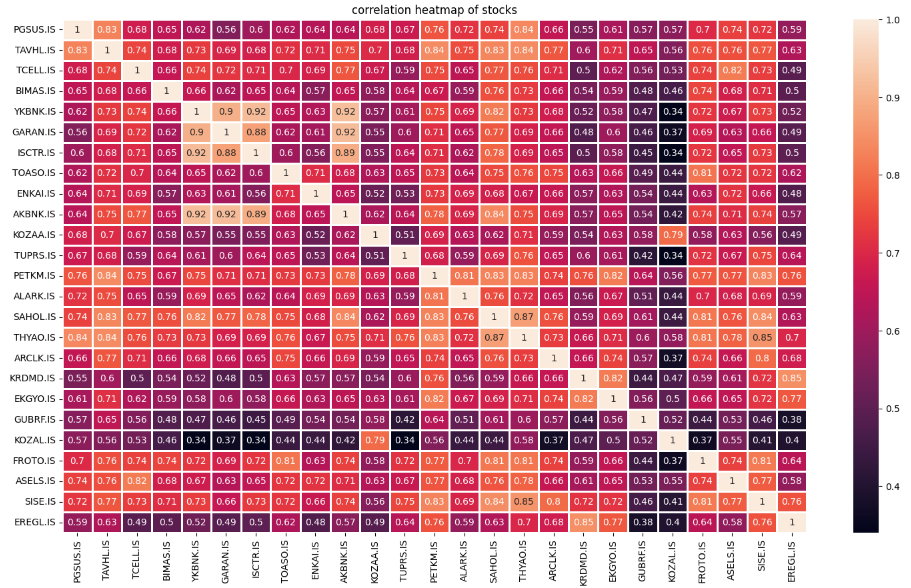 correlation heatmap of stocks
PGSUS.IS 1 0.83 0.68 0.65 0.62 0.56 0.6 0.62 0.64 0.64 0.68 0.67 0.76 0.72 0.74 0.84 0.66 0.55 0.61 0.57 0.57 0.7 0.74 0.72 0.59
TAVHL.IS 0.83 1 0.74 0.68 0.73 0.69 0.68 0.72 0.71 0.75 0.7 0.68 0.84 0.75 0.83 0.84 0.77 0.6 0.71 0.65 0.56 0.76 0.76 0.77 0.63
TCELL.IS 0.68 0.74 1 0.66 0.74 0.72 0.71 0.7 0.69 0.77 0.67 0.59 0.75 0.65 0.77 0.76 0.71 0.5 0.62 0.56 0.53 0.74 0.82 0.73 0.49
BIMAS.IS 0.65 0.68 0.66 1 0.66 0.62 0.65 0.64 0.57 0.65 0.58 0.64 0.67 0.59 0.76 0.73 0.66 0.54 0.59 0.48 0.46 0.74 0.68 0.71 0.5
YKBNK.IS 0.62 0.73 0.74 0.66 1 0.9 0.92 0.65 0.63 0.92 0.57 0.61 0.75 0.69 0.82 0.73 0.68 0.52 0.58 0.47 0.34 0.72 0.67 0.73 0.52
GARAN.IS 0.56 0.69 0.72 0.62 0.9 1 0.88 0.62 0.61 0.92 0.55 0.6 0.71 0.65 0.77 0.69 0.66 0.48 0.6 0.45 0.37 0.69 0.63 0.66 0.49
ISCTR.IS 0.6 0.68 0.71 0.65 0.92 0.88 1 0.6 0.56 0.89 0.55 0.64 0.71 0.62 0.78 0.69 0.65 0.5 0.58 0.45 0.34 0.72 0.65 0.73 0.5
TOASO.IS 0.62 0.72 0.7 0.64 0.65 0.62 0.6 1 0.71 0.68 0.55 0.64 0.73 0.64 0.75 0.76 0.75 0.63 0.66 0.49 0.44 0.81 0.72 0.72 0.62
ENKAI.IS 0.64 0.71 0.69 0.57 0.63 0.61 0.56 0.71 1 0.65 0.52 0.53 0.73 0.69 0.68 0.67 0.66 0.57 0.63 0.54 0.44 0.63 0.72 0.66 0.48
AKBNK.IS 0.64 0.75 0.77 0.65 0.92 0.92 0.89 0.68 0.65 1 0.62 0.64 0.78 0.69 0.84 0.76 0.69 0.57 0.65 0.54 0.42 0.74 0.71 0.74 0.57
KOZAA.IS 0.68 0.7 0.67 0.58 0.57 0.55 0.55 0.55 0.52 0.62 1 0.51 0.69 0.63 0.62 0.71 0.59 0.54 0.56 0.58 0.79 0.58 0.63 0.56 0.49
TUPRS.IS 0.67 0.68 0.59 0.64 0.61 0.6 0.64 0.64 0.53 0.64 0.51 1 0.68 0.59 0.69 0.76 0.65 0.6 0.61 0.42 0.34 0.72 0.67 0.75 0.64
PETKM.IS 0.76 0.84 0.75 0.67 0.75 0.71 0.71 0.73 0.73 0.78 0.69 0.68 1 0.81 0.83 0.83 0.74 0.76 0.82 0.64 0.56 0.77 0.77 0.83 0.76
ALARK.IS 0.72 0.75 0.65 0.59 0.69 0.65 0.62 0.64 0.69 0.69 0.63 0.59 0.81 1 0.76 0.72 0.65 0.56 0.67 0.51 0.44 0.7 0.68 0.69 0.59
SAHOL.IS 0.74 0.83 0.77 0.76 0.82 0.77 0.78 0.75 0.68 0.84 0.62 0.69 0.83 0.76 1 0.87 0.76 0.59 0.69 0.61 0.44 0.81 0.76 0.84 0.63
THYAO.IS 0.84 0.84 0.76 0.73 0.73 0.69 0.69 0.76 0.67 0.76 0.71 0.76 0.83 0.72 0.87 1 0.73 0.66 0.71 0.6 0.58 0.81 0.78 0.85 0.7
ARCLK.IS 0.66 0.77 0.71 0.66 0.68 0.66 0.65 0.75 0.66 0.69 0.59 0.65 0.74 0.65 0.76 0.73 1 0.66 0.74 0.57 0.37 0.74 0.66 0.8 0.68
KRDMD.IS 0.55 0.6 0.5 0.54 0.52 0.48 0.5 0.63 0.57 0.57 0.54 0.6 0.76 0.56 0.59 0.66 0.66 1 0.82 0.44 0.47 0.59 0.61 0.72 0.85
EKGYO.IS 0.61 0.71 0.62 0.59 0.58 0.6 0.58 0.66 0.63 0.65 0.56 0.61 0.82 0.67 0.69 0.71 0.74 0.82 1 0.56 0.5 0.66 0.65 0.72 0.77
GUBRF.IS 0.57 0.65 0.56 0.48 0.47 0.45 0.45 0.49 0.54 0.54 0.58 0.42 0.64 0.51 0.61 0.6 0.57 0.44 0.56 1 0.52 0.44 0.53 0.46 0.38
KOZAL.IS 0.57 0.56 0.53 0.46 0.34 0.37 0.34 0.44 0.44 0.42 0.79 0.34 0.56 0.44 0.44 0.58 0.37 0.47 0.5 0.52 1 0.37 0.55 0.41 0.4
FROTO.IS 0.7 0.76 0.74 0.74 0.72 0.69 0.72 0.81 0.63 0.74 0.58 0.72 0.77 0.7 0.81 0.81 0.74 0.59 0.66 0.44 0.37 1 0.74 0.81 0.64
ASELS.IS 0.74 0.76 0.82 0.68 0.67 0.63 0.65 0.72 0.72 0.71 0.63 0.67 0.77 0.68 0.76 0.78 0.66 0.61 0.65 0.53 0.55 0.74 1 0.77 0.58
SISE.IS 0.72 0.77 0.73 0.71 0.73 0.66 0.73 0.72 0.66 0.74 0.56 0.75 0.83 0.69 0.84 0.85 0.8 0.72 0.72 0.46 0.41 0.81 0.77 1 0.76
EREGL.IS 0.59 0.63 0.49 0.5 0.52 0.49 0.5 0.62 0.48 0.57 0.49 0.64 0.76 0.59 0.63 0.7 0.68 0.85 0.77 0.38 0.4 0.64 0.58 0.76 1
PGSUS.IS TAVHL.IS TCELL.IS BIMAS.IS YKBNK.IS GARAN.IS ISCTR.IS TOASO.IS ENKAI.IS AKBNK.IS KOZAA.IS TUPRS.IS PETKM.IS ALARK.IS SAHOL.IS THYAO.IS ARCLK.IS KRDMD.IS EKGYO.IS GUBRF.IS KOZAL.IS FROTO.IS ASELS.IS SISE.IS EREGL.IS
1.0
0.9
0.8
0.7
0.6
0.5
0.4